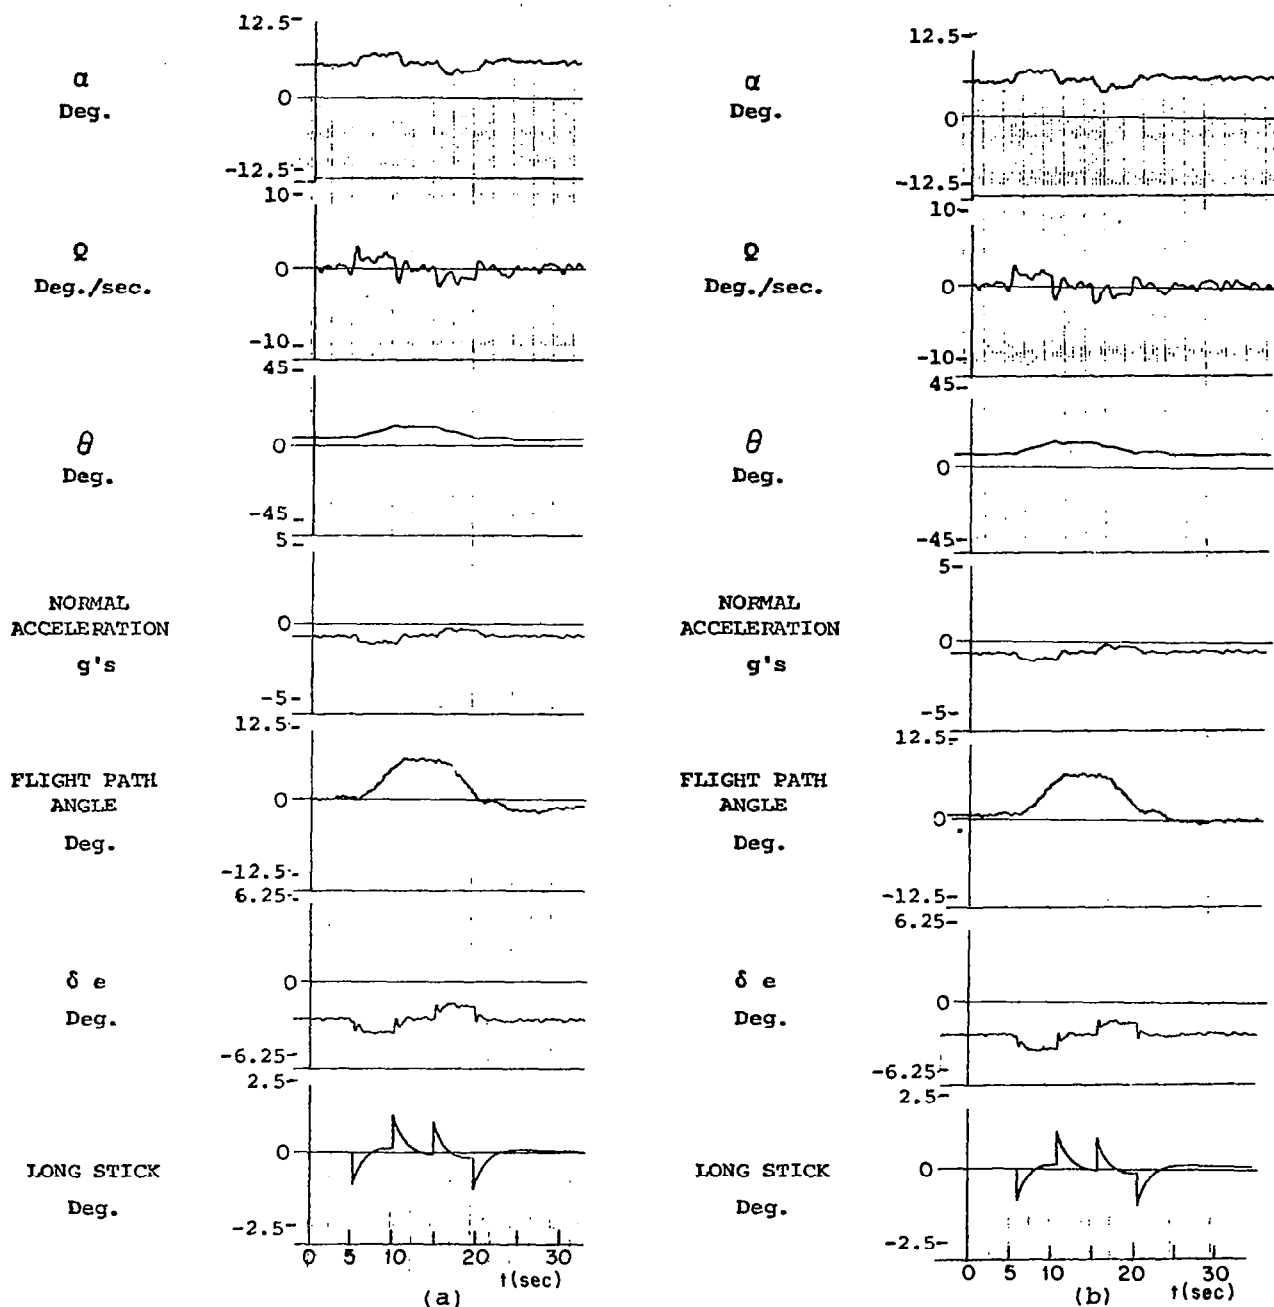 12.5-
α
Deg.
0
-12.5-
10-
Q
Deg./sec.
0
-10-
45-
θ
Deg.
0
-45-
5-
NORMAL
ACCELERATION
g's
0
-5-
12.5-
FLIGHT PATH
ANGLE
Deg.
0
-12.5-
6.25-
δ e
Deg.
0
-6.25-
2.5-
LONG STICK
Deg.
0
-2.5-
0 5 10 20 30
t(sec)
(a)
12.5-
α
Deg.
0
-12.5-
10-
Q
Deg./sec.
0
-10-
45-
θ
Deg.
0
-45-
5-
NORMAL
ACCELERATION
g's
0
-5-
12.5-
FLIGHT PATH
ANGLE
Deg.
0
-12.5-
6.25-
δ e
Deg.
0
-6.25-
2.5-
LONG STICK
Deg.
0
-2.5-
0 5 10 20 30
t(sec)
(b)